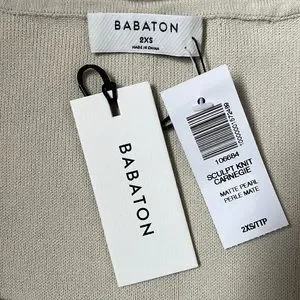 BABATON
2XS
MADE IN CHINA
BABATON
106684
SCULPT KNIT
CARNEGIE
MATTE PEARL
PERLE MATE
2XS/TTP